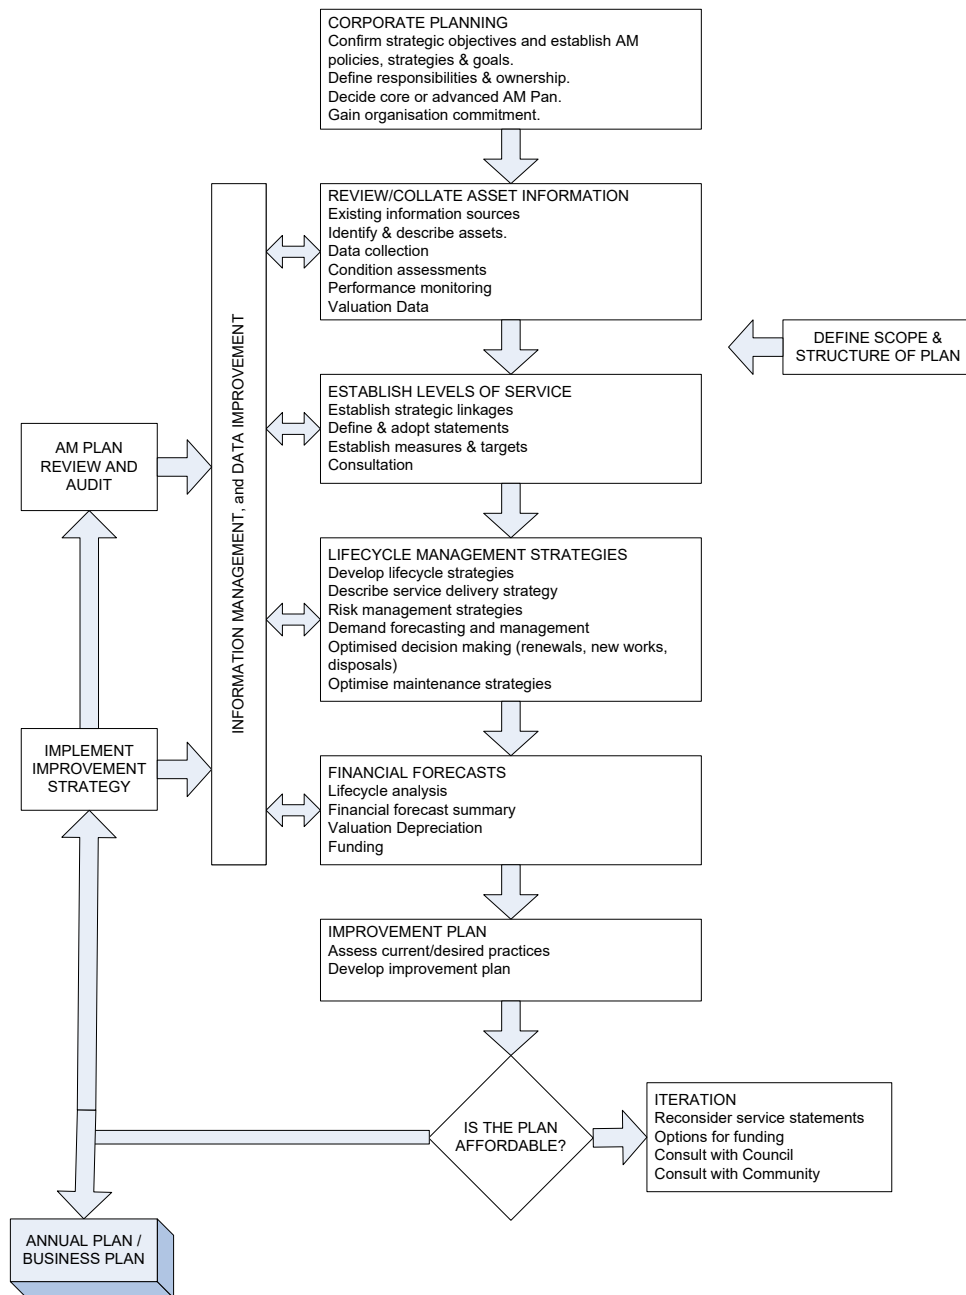 CORPORATE PLANNING
Confirm strategic objectives and establish AM
policies, strategies & goals.
Define responsibilities & ownership.
Decide core or advanced AM Pan.
Gain organisation commitment.
REVIEW/COLLATE ASSET INFORMATION
Existing information sources
Identify & describe assets.
Data collection
Condition assessments
Performance monitoring
Valuation Data
DEFINE SCOPE &
STRUCTURE OF PLAN
INFORMATION MANAGEMENT, and DATA IMPROVEMENT
ESTABLISH LEVELS OF SERVICE
Establish strategic linkages
Define & adopt statements
Establish measures & targets
Consultation
AM PLAN
REVIEW AND
AUDIT
LIFECYCLE MANAGEMENT STRATEGIES
Develop lifecycle strategies
Describe service delivery strategy
Risk management strategies
Demand forecasting and management
Optimised decision making (renewals, new works,
disposals)
Optimise maintenance strategies
IMPLEMENT
IMPROVEMENT
STRATEGY
FINANCIAL FORECASTS
Lifecycle analysis
Financial forecast summary
Valuation Depreciation
Funding
IMPROVEMENT PLAN
Assess current/desired practices
Develop improvement plan
IS THE PLAN
AFFORDABLE?
ITERATION
Reconsider service statements
Options for funding
Consult with Council
Consult with Community
ANNUAL PLAN /
BUSINESS PLAN